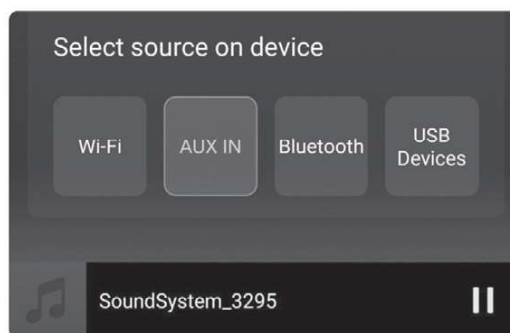 Select source on device
Wi-Fi
AUX IN
Bluetooth
USB
Devices
SoundSystem_3295